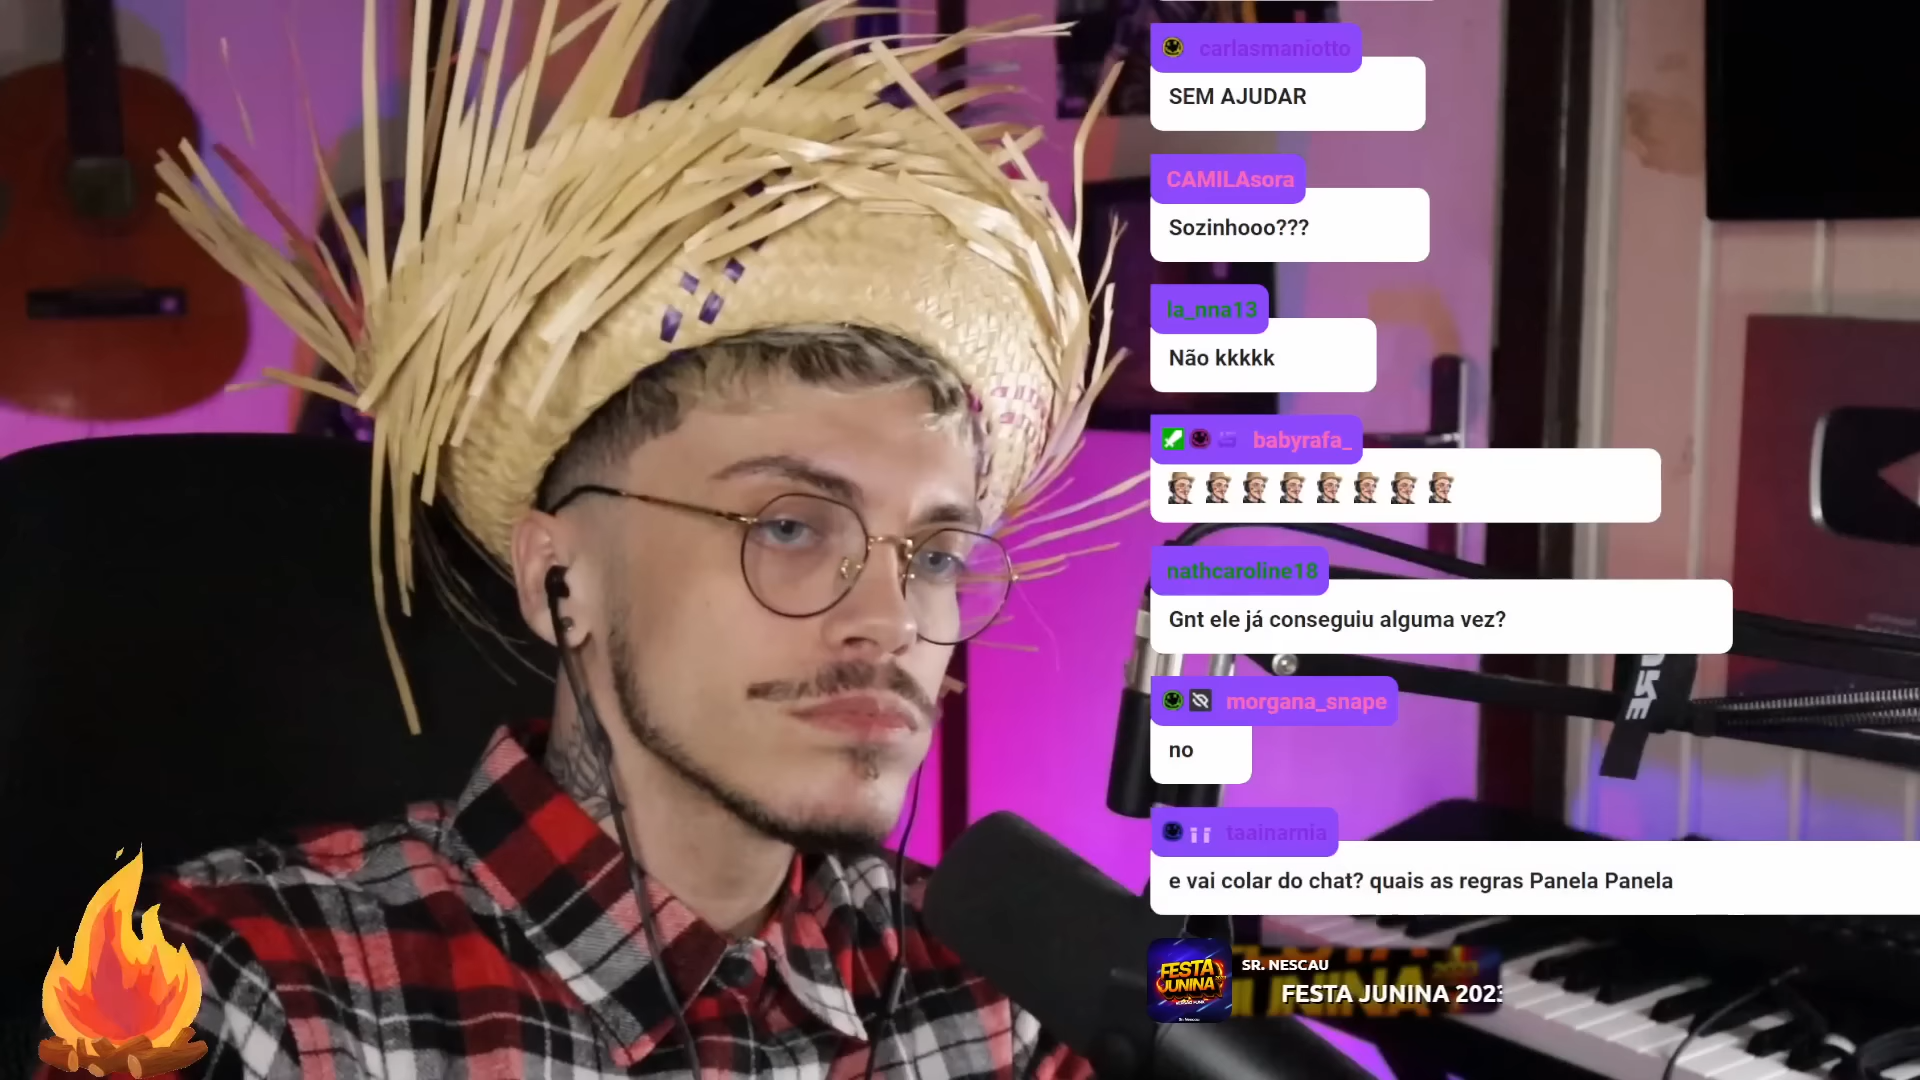 carlasmaniotto
SEM AJUDAR
CAMILAsora
Sozinhooo???
la_nna13
Não kkkkk
babyrafa_
nathcaroline18
Gnt ele já conseguiu alguma vez?
morgana_snape
no
taainarnia
e vai colar do chat? quais as regras Panela Panela
FESTA
JUNINA
SR. NESCAU
FESTA JUNINA 2023